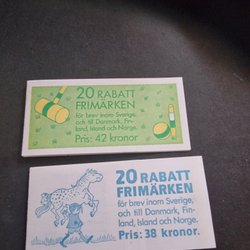 20 RABATT
FRIMÄRKEN
för brev inom Sverige,
och till Danmark, Fin-
land, Island och Norge.
Pris: 42 kronor
20 RABATT
FRIMÄRKEN
för brev inom Sverige,
och till Danmark, Fin-
land, Island och Norge.
Pris: 38 kronor.